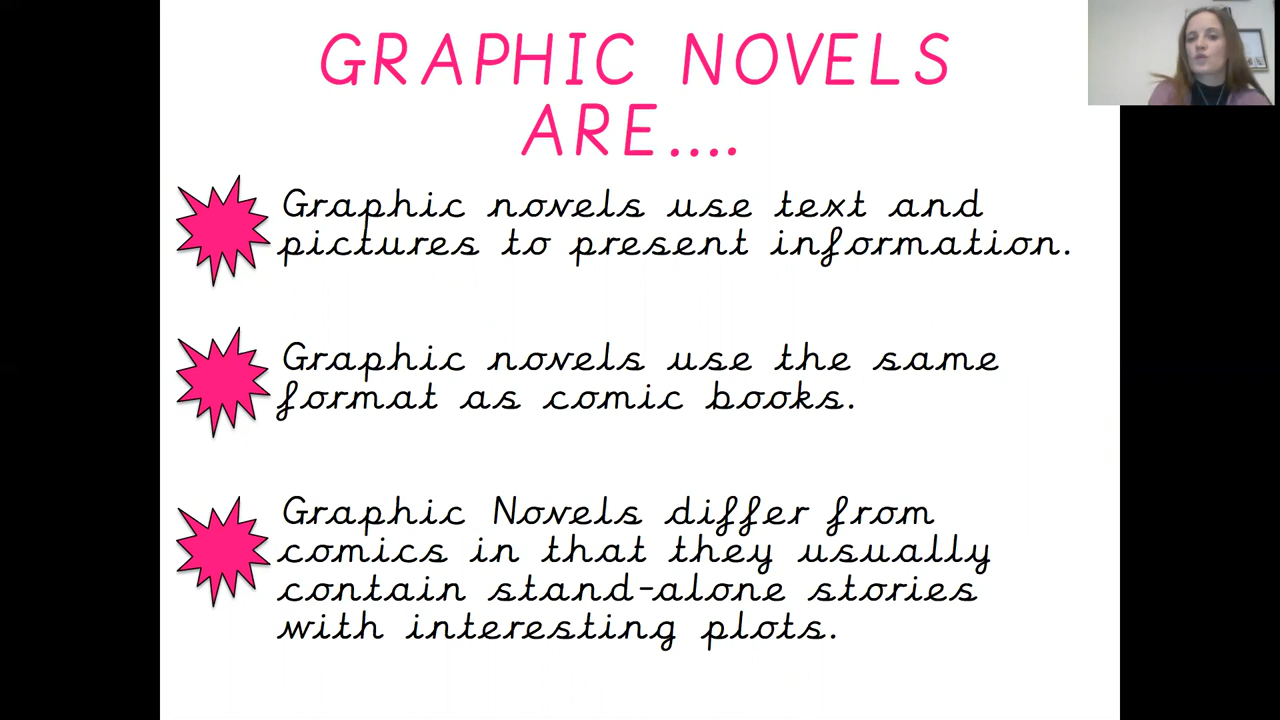 GRAPHIC NOVELS
ARE....
Graphic novels use text and
pictures to present information.
Graphic novels use the same
format as comic books.
Graphic Novels differ from
comics in that they usually
contain stand-alone stories
with interesting plots.